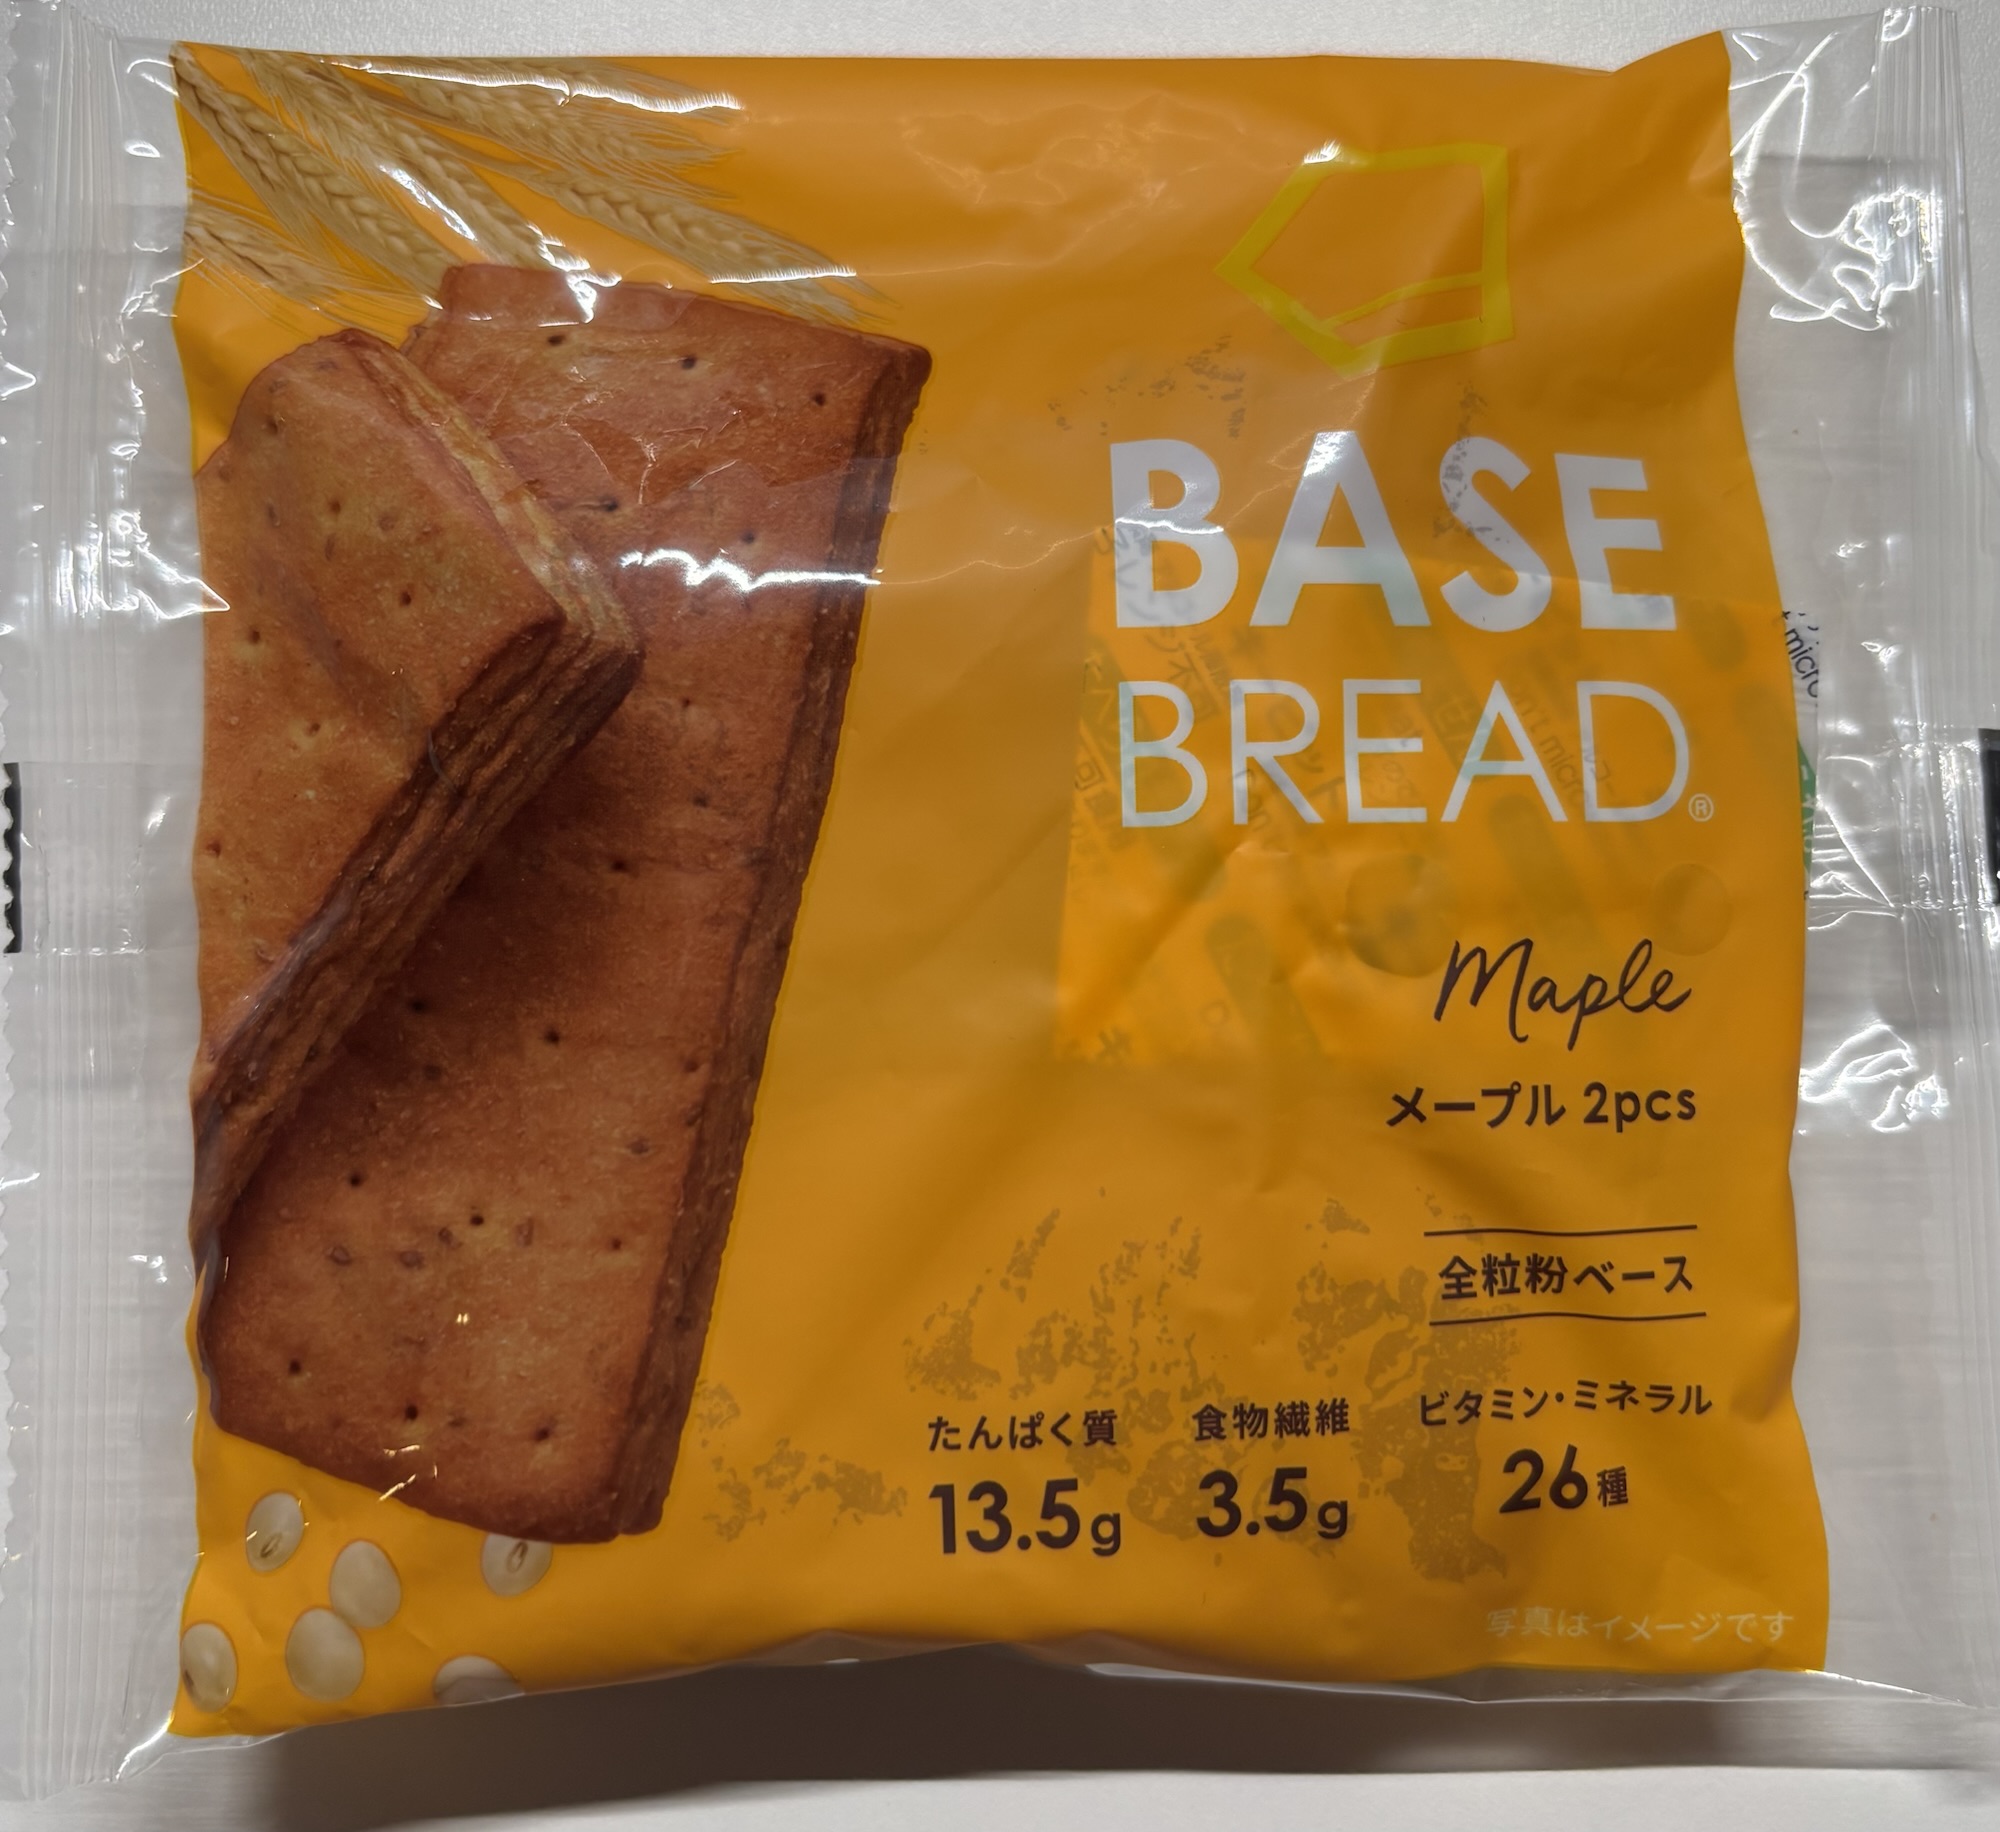 BASE
BREAD®
Maple
メープル 2pcs
全粒粉ベース
たんぱく質
13.5g
食物繊維
3.5g
ビタミン・ミネラル
26種
写真はイメージです
micro